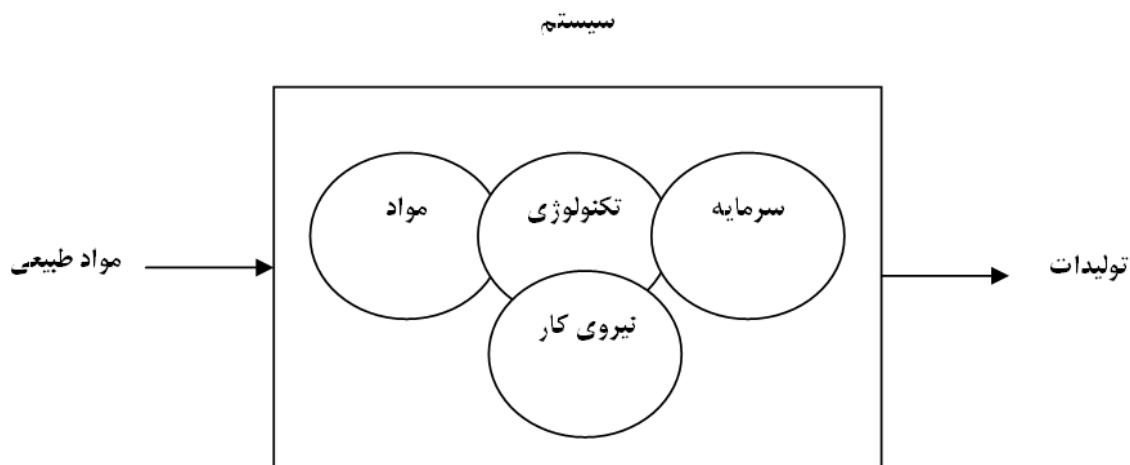 سیستم
سرمایه
تکنولوژی
مواد
مواد طبیعی
تولیدات
نیروی کار